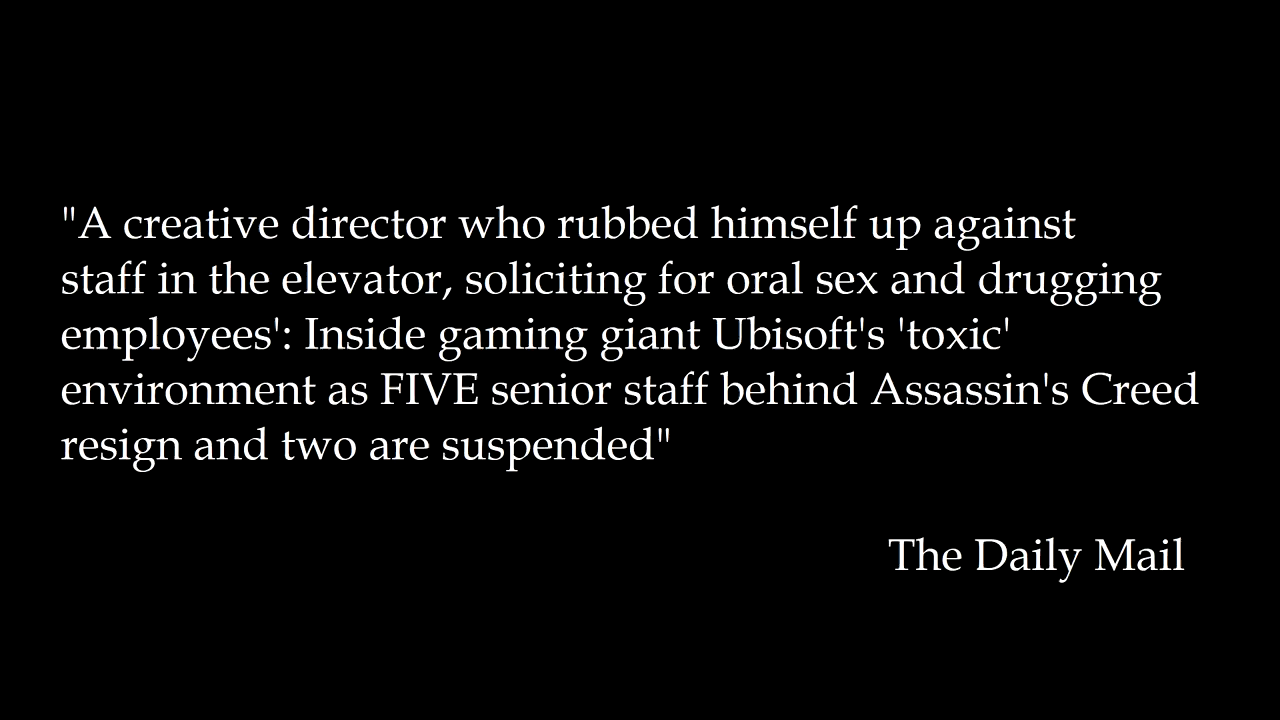 "A creative director who rubbed himself up against
staff in the elevator, soliciting for oral sex and drugging
employees': Inside gaming giant Ubisoft's 'toxic'
environment as FIVE senior staff behind Assassin's Creed
resign and two are suspended"
The Daily Mail